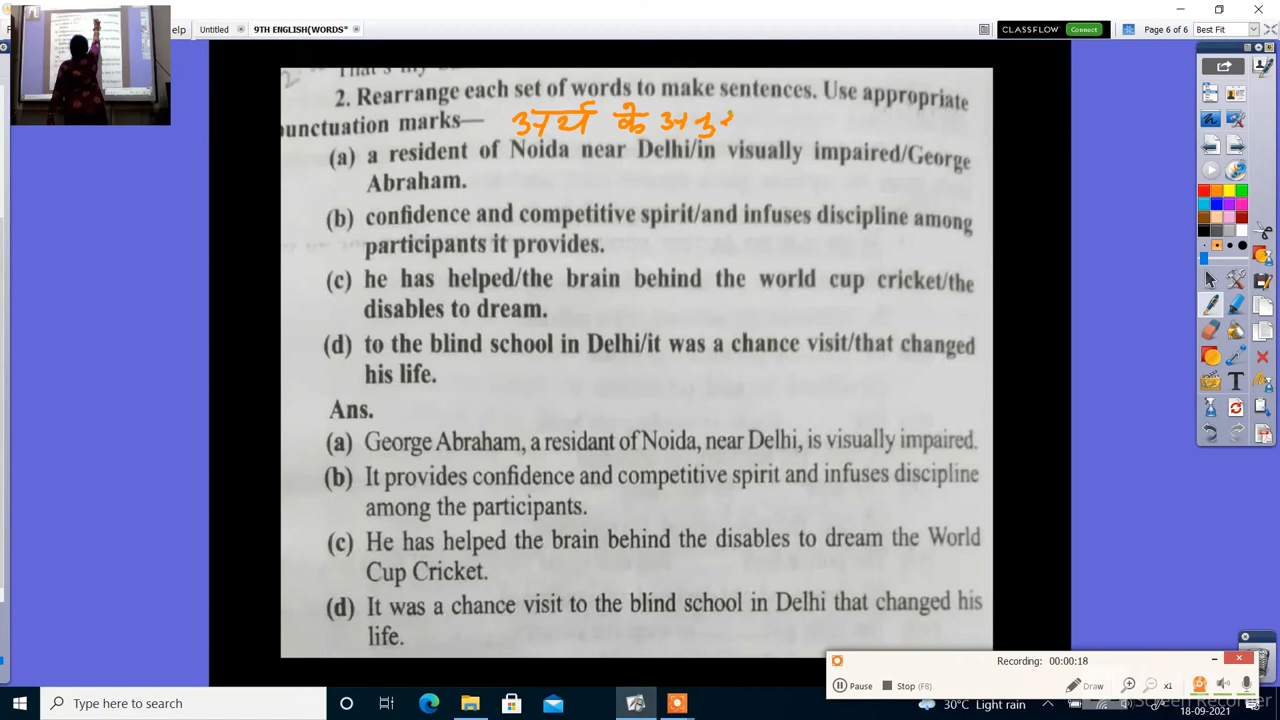 help
Untitled
9TH ENGLISH(WORDS*
CLASSFLOW
Connect
Page 6 of 6
Best Fit
2. Rearrange each set of words to make sentences. Use appropriate
punctuation marks— अर्थ के
(a) a resident of Noida near Delhi/in visually impaired/George
Abraham.
(b) confidence and competitive spirit/and infuses discipline among
participants it provides.
(c) he has helped/the brain behind the world cup cricket/the
disables to dream.
(d) to the blind school in Delhi/it was a chance visit/that changed
his life.
Ans.
(a) George Abraham, a residant of Noida, near Delhi, is visually impaired.
(b) It provides confidence and competitive spirit and infuses discipline
among the participants.
(c) He has helped the brain behind the disables to dream the World
Cup Cricket.
(d) It was a chance visit to the blind school in Delhi that changed his
life.
Recording: 00:00:18
Pause
Stop (F8)
Draw
x1
Screen Recorder
Type here to search
30°C Light rain
18-09-2021